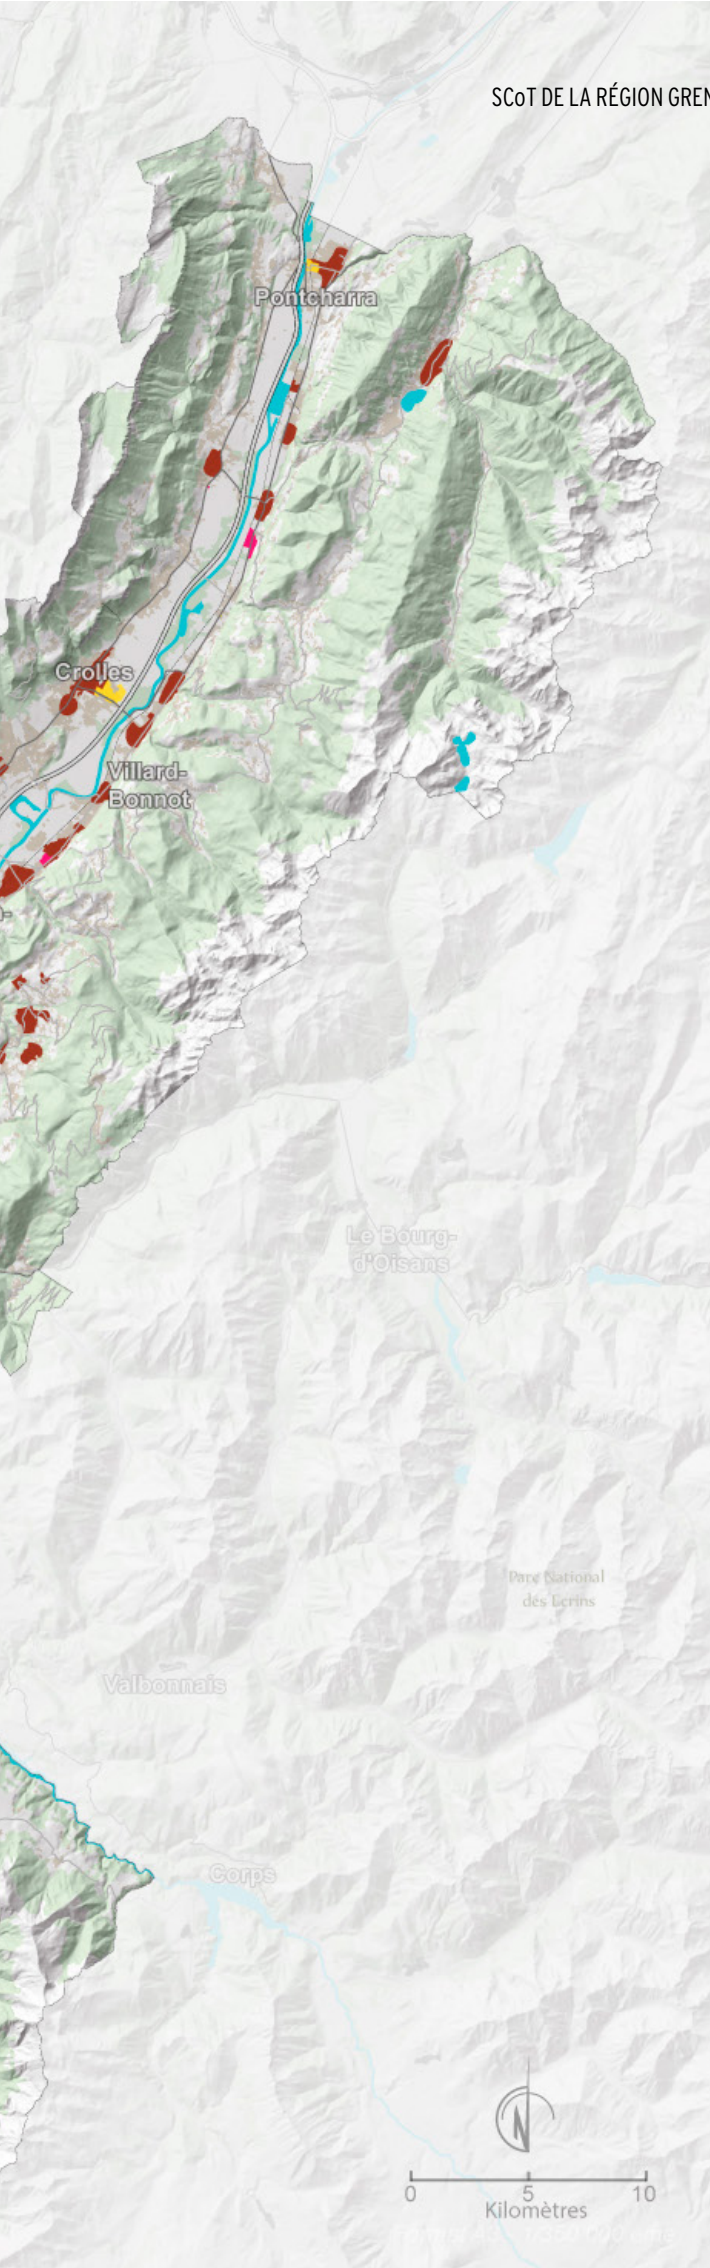 SCoT DE LA RÉGION GREN
Pontcharra
Crolles
Villard-
Bonnot
Le Bourg-
d'Oisans
Parc National
des Ecrins
Valbonnais
Corps
N
0 5 10
Kilomètres